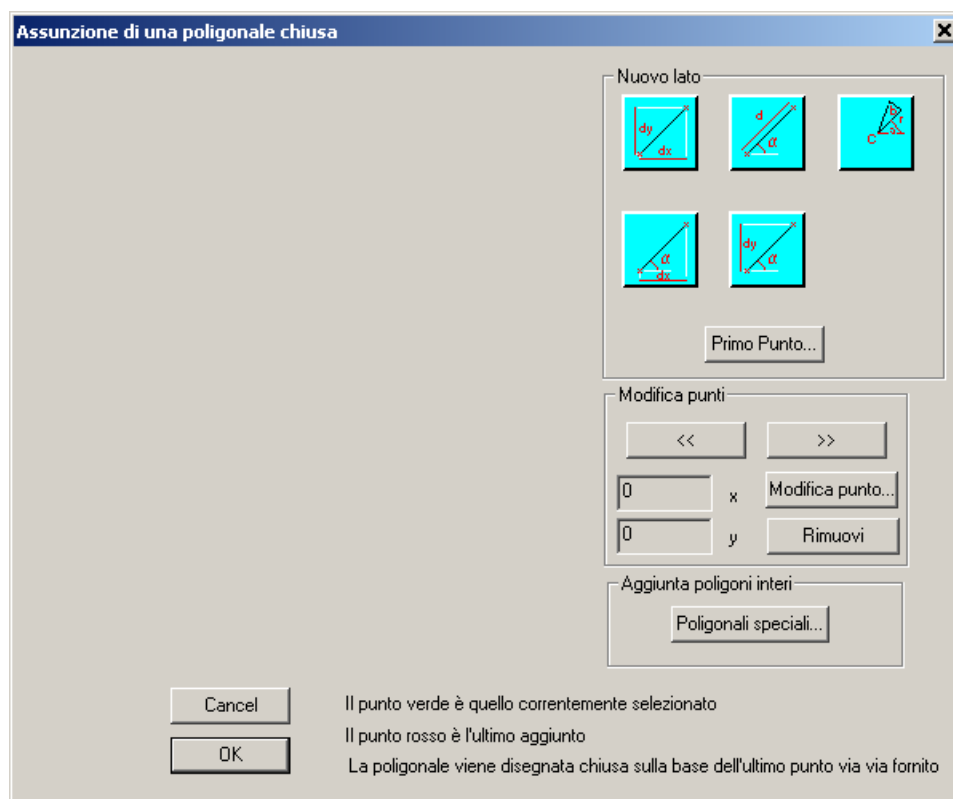 Assunzione di una poligonale chiusa
Nuovo lato
dy
dx
d
α
b
r
a
C
α
dx
dy
α
Primo Punto...
Modifica punti
<<
>>
0
x
Modifica punto...
0
y
Rimuovi
Aggiunta poligoni interi
Poligonali speciali...
Cancel
Il punto verde è quello correntemente selezionato
OK
Il punto rosso è l'ultimo aggiunto
La poligonale viene disegnata chiusa sulla base dell'ultimo punto via via fornito